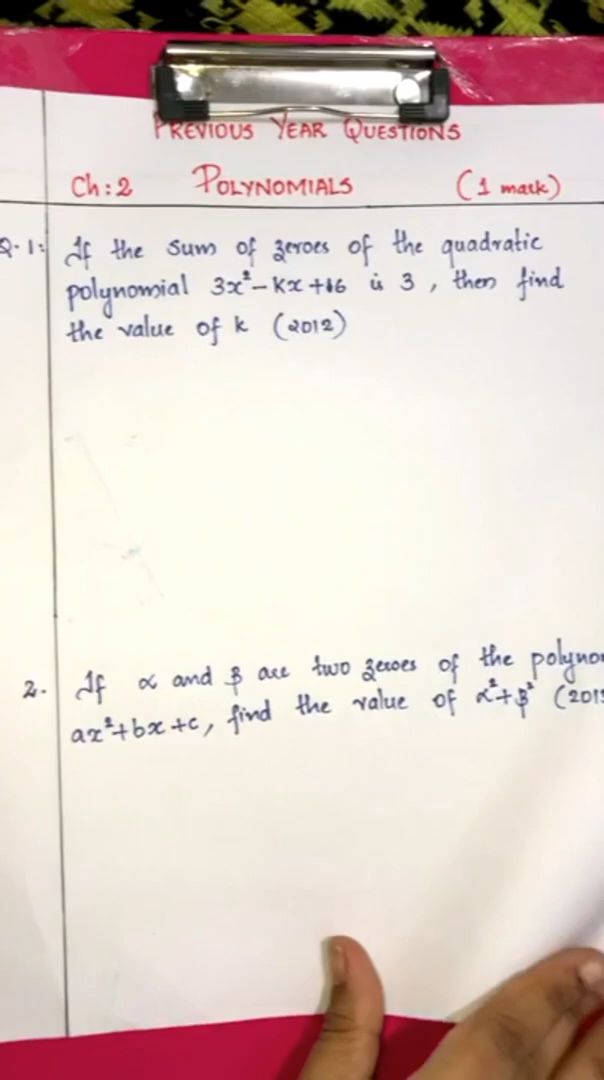 PREVIOUS YEAR QUESTIONS
Ch:2 POLYNOMIALS (1 mark)
Q.1: If the sum of zeroes of the quadratic
polynomial 3x²-kx+16 is 3, then find
the value of k (2012)
2. If α and β are two zeroes of the
ax²+bx+c, find the value of α²+β²